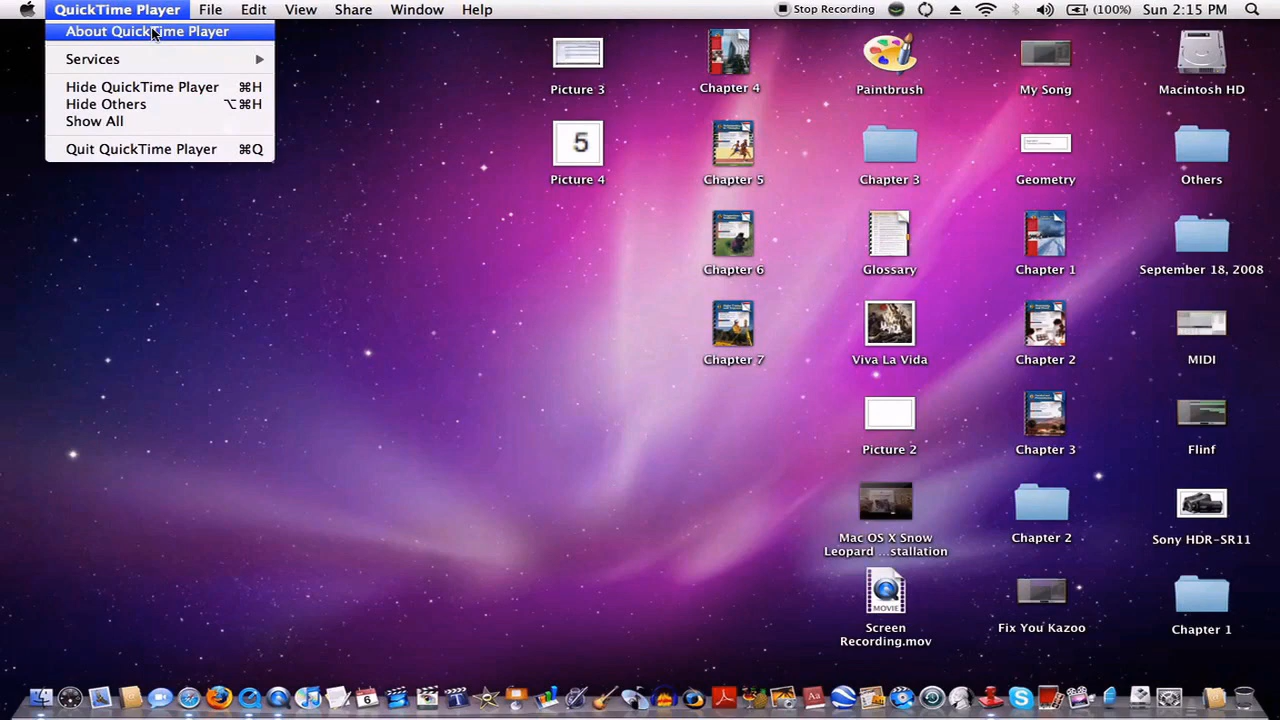 QuickTime Player File Edit View Share Window Help Stop Recording (100%) Sun 2:15 PM
About QuickTime Player
Services
Hide QuickTime Player ⌘H
Hide Others ⌥⌘H
Show All
Quit QuickTime Player ⌘Q
Picture 3
Chapter 4
Paintbrush
My Song
Macintosh HD
5
Picture 4
Chapter 5
Chapter 3
Geometry
Others
Chapter 6
Glossary
Chapter 1
September 18, 2008
Chapter 7
Viva La Vida
Chapter 2
MIDI
Picture 2
Chapter 3
Flinf
Mac OS X Snow
Leopard ...stallation
Chapter 2
Sony HDR-SR11
MOVIE
Screen
Recording.mov
Fix You Kazoo
Chapter 1
6